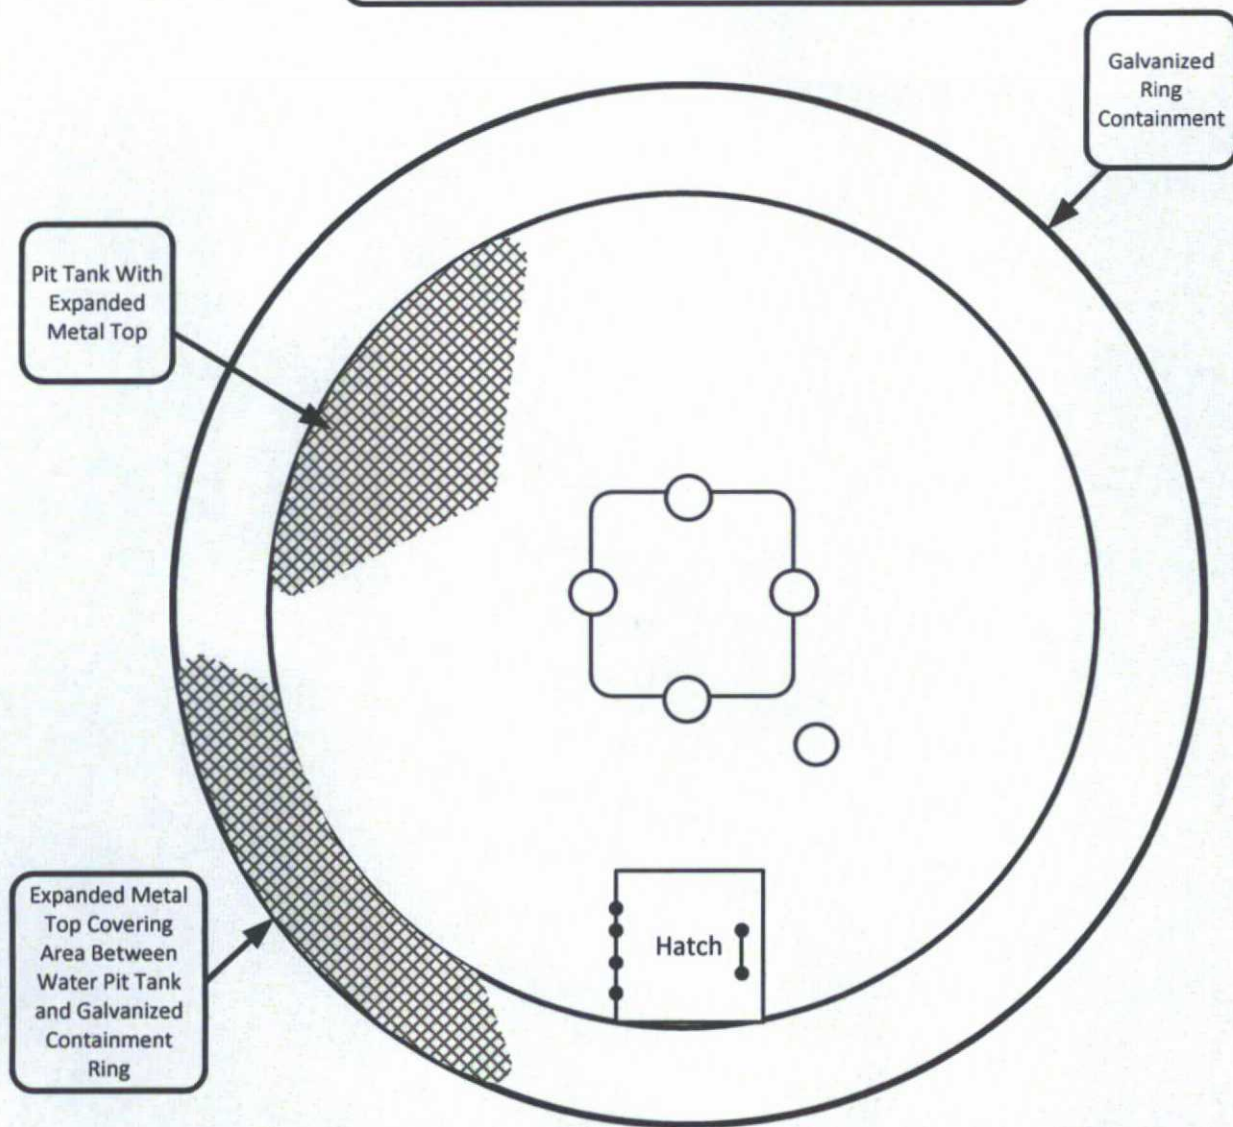 Galvanized
Ring
Containment
Pit Tank With
Expanded
Metal Top
Expanded Metal
Top Covering
Area Between
Water Pit Tank
and Galvanized
Containment
Ring
Hatch